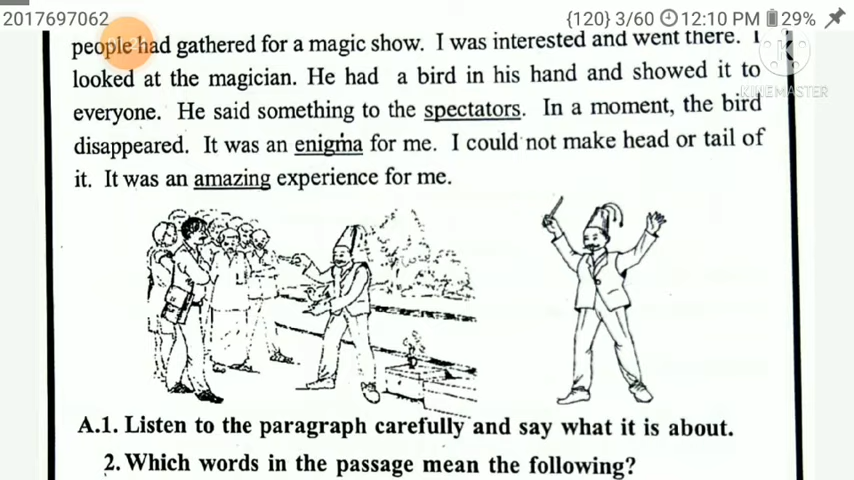 2017697062
{120} 3/60 12:10 PM 29%
people had gathered for a magic show. I was interested and went there. I
looked at the magician. He had a bird in his hand and showed it to
everyone. He said something to the spectators. In a moment, the bird
disappeared. It was an enigma for me. I could not make head or tail of
it. It was an amazing experience for me.
K
KINEMASTER
A.1. Listen to the paragraph carefully and say what it is about.
2. Which words in the passage mean the following?